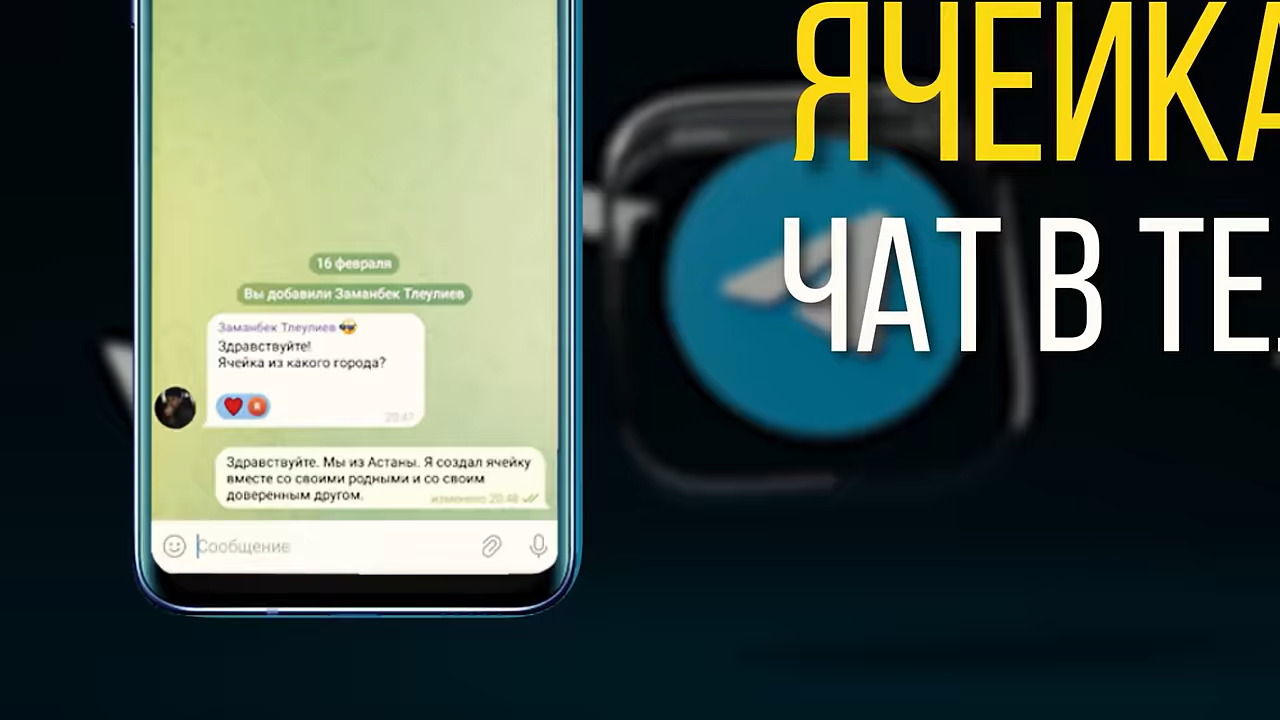 16 февраля
Вы добавили Заманбек Тлеулиев
Заманбек Тлеулиев
Здравствуйте!
Ячейка из какого города?
20:47
Здравствуйте. Мы из Астаны. Я создал ячейку
вместе со своими родными и со своим
доверенным другом.
изменено 20:48
Сообщение
ЯЧЕЙКА
ЧАТ В ТЕ